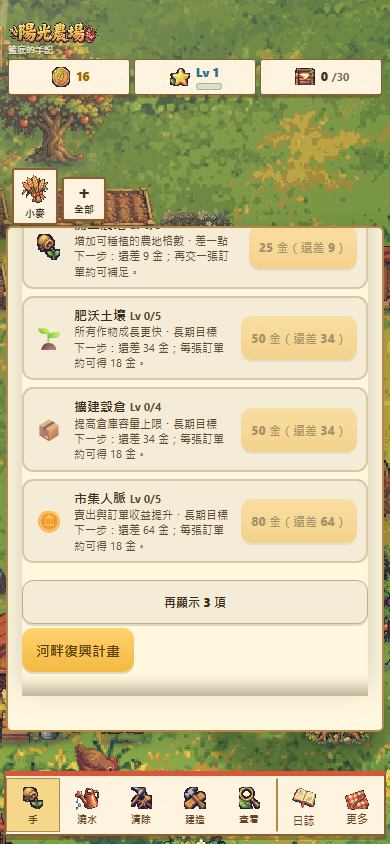 陽光農場
籃底的手記
16
Lv 1
0 /30
小麥
+
全部
增加可種植的農地格數 · 差一點
下一步：還差 9 金；再交一張訂
單約可補足。
25 金（還差 9 ）
肥沃土壤 Lv 0/5
所有作物成長更快 · 長期目標
下一步：還差 34 金；每張訂單
約可得 18 金。
50 金（還差 34 ）
擴建穀倉 Lv 0/4
提高倉庫容量上限 · 長期目標
下一步：還差 34 金；每張訂單
約可得 18 金。
50 金（還差 34 ）
市集人脈 Lv 0/5
賣出與訂單收益提升 · 長期目標
下一步：還差 64 金；每張訂單
約可得 18 金。
80 金（還差 64 ）
再顯示 3 項
河畔復興計畫
手
澆水
清除
建造
查看
日誌
更多